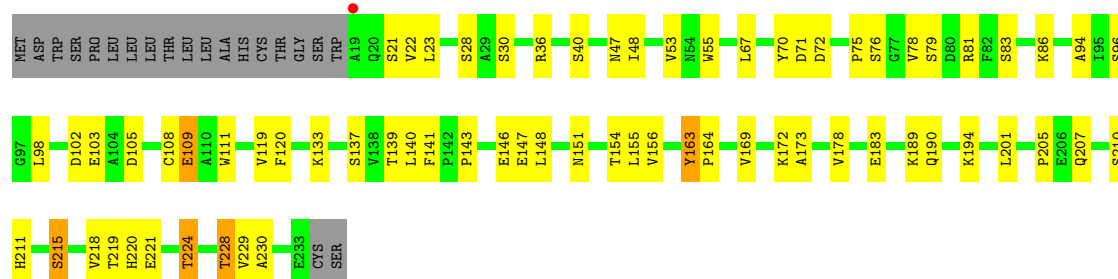 MET ASP TRP SER PRO LEU LEU LEU THR LEU LEU ALA HIS CYS THR GLY SER TRP A19 Q20 S21 V22 L23 S28 A29 S30 R36 S40 N47 I48 V53 N54 W55 L67 Y70 D71 D72 P75 S76 G77 V78 S79 D80 R81 F82 S83 K86 A94 I95 S96
G97 L98 D102 E103 A104 D105 C108 E109 A110 W111 V119 F120 K133 S137 V138 T139 L140 F141 P142 P143 E146 E147 L148 N151 T154 L155 V156 Y163 P164 V169 K172 A173 V178 E183 K189 Q190 K194 L201 P205 E206 Q207 S210
H211 S215 V218 T219 H220 E221 T224 T228 V229 A230 E233 CYS SER